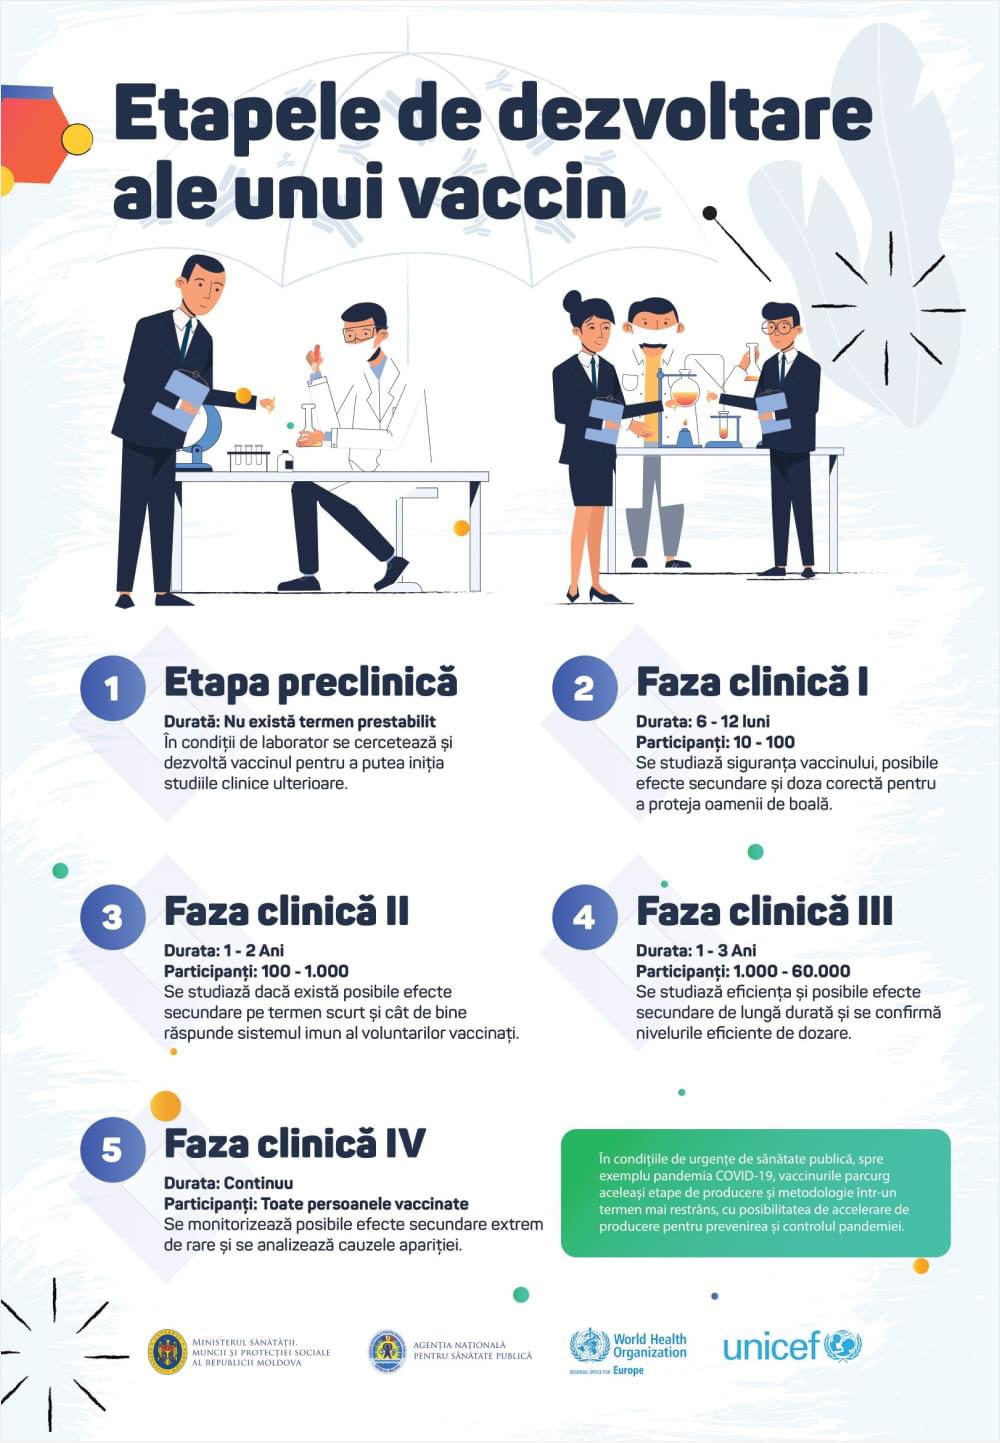 Etapele de dezvoltare
ale unui vaccin
1
Etapa preclinică
Durată: Nu există termen prestabilit
În condiții de laborator se cercetează și
dezvoltă vaccinul pentru a putea iniția
studiile clinice ulterioare.
2
Faza clinică I
Durata: 6 - 12 luni
Participanți: 10 - 100
Se studiază siguranța vaccinului, posibile
efecte secundare și doza corectă pentru
a proteja oamenii de boală.
3
Faza clinică II
Durata: 1 - 2 Ani
Participanți: 100 - 1.000
Se studiază dacă există posibile efecte
secundare pe termen scurt și cât de bine
răspunde sistemul imun al voluntarilor vaccinați.
4
Faza clinică III
Durata: 1 - 3 Ani
Participanți: 1.000 - 60.000
Se studiază eficiența și posibile efecte
secundare de lungă durată și se confirmă
nivelurile eficiente de dozare.
5
Faza clinică IV
Durata: Continuu
Participanți: Toate persoanele vaccinate
Se monitorizează posibile efecte secundare extrem
de rare și se analizează cauzele apariției.
În condițiile de urgențe de sănătate publică, spre
exemplu pandemia COVID-19, vaccinurile parcurg
aceleași etape de producere și metodologie într-un
termen mai restrâns, cu posibilitatea de accelerare de
producere pentru prevenirea și controlul pandemiei.
MINISTERUL SĂNĂTĂȚII,
MUNCII ȘI PROTECȚIEI SOCIALE
AL REPUBLICII MOLDOVA
AGENȚIA NAȚIONALĂ
PENTRU SĂNĂTATE PUBLICĂ
World Health
Organization
REGIONAL OFFICE FOR Europe
unicef